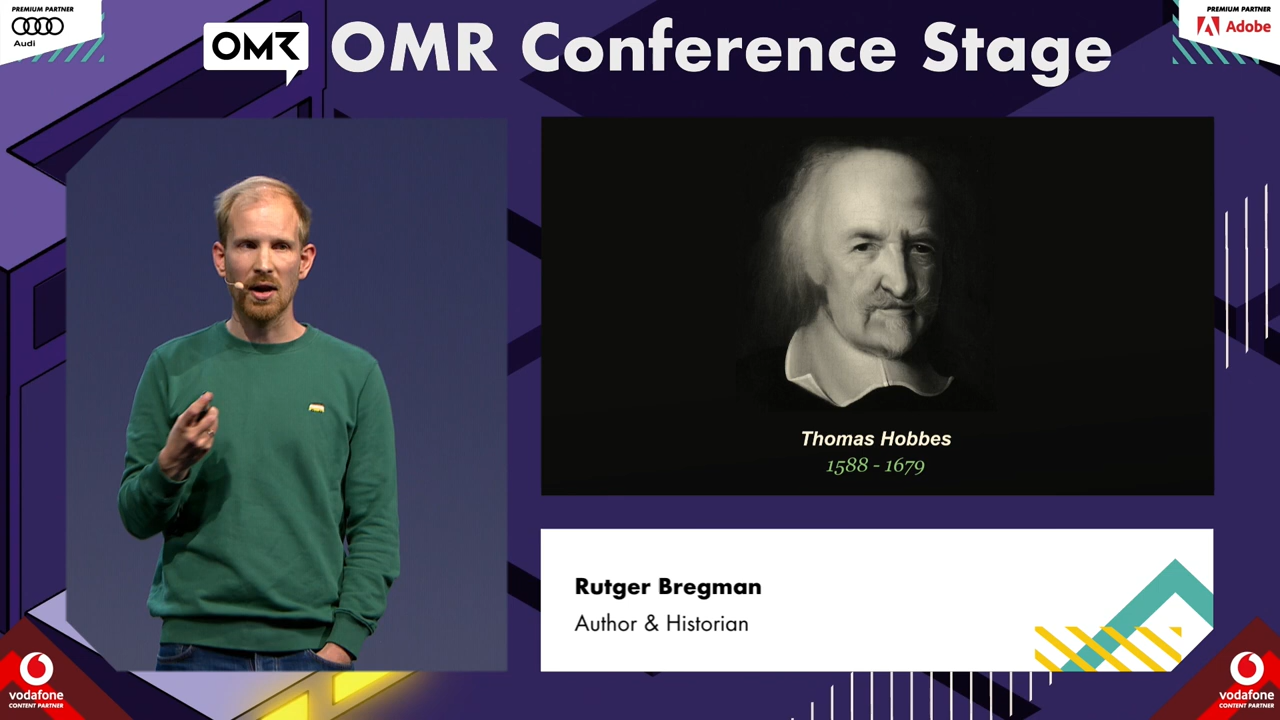 PREMIUM PARTNER
Audi
OMR
OMR Conference Stage
PREMIUM PARTNER
Adobe
Thomas Hobbes
1588 - 1679
Rutger Bregman
Author & Historian
vodafone
CONTENT PARTNER
vodafone
CONTENT PARTNER